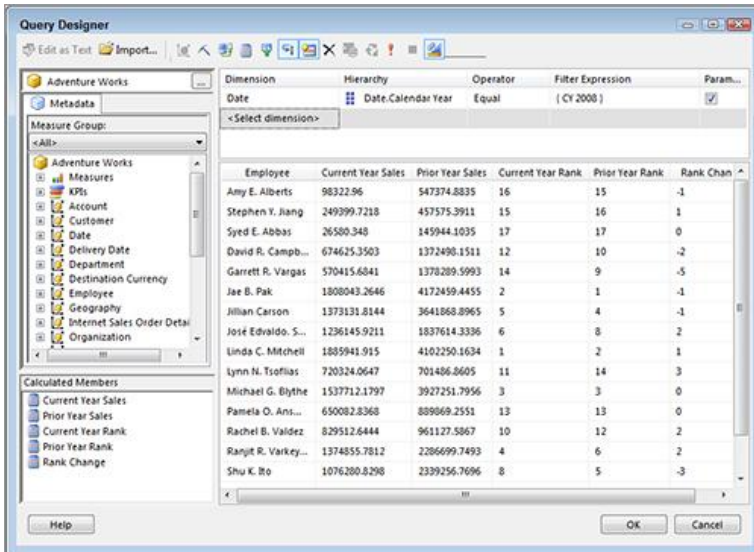 Query Designer
Edit as Text Import...
Adventure Works ...
Metadata
Measure Group:
<All>
Adventure Works
Measures
KPIs
Account
Customer
Date
Delivery Date
Department
Destination Currency
Employee
Geography
Internet Sales Order Detai
Organization
Calculated Members
Current Year Sales
Prior Year Sales
Current Year Rank
Prior Year Rank
Rank Change
Dimension Hierarchy Operator Filter Expression Param...
Date Date.Calendar Year Equal { CY 2008 }
<Select dimension>
Employee Current Year Sales Prior Year Sales Current Year Rank Prior Year Rank Rank Chan
Amy E. Alberts 98322.96 547374.8835 16 15 -1
Stephen Y. Jiang 249399.7218 457575.3911 15 16 1
Syed E. Abbas 26580.348 145944.1035 17 17 0
David R. Campb... 674625.3503 1372498.1511 12 10 -2
Garrett R. Vargas 570415.6841 1378289.5993 14 9 -5
Jae B. Pak 1808043.2646 4172459.4455 2 1 -1
Jillian Carson 1373131.8144 3641868.8965 5 4 -1
José Edvaldo. S... 1236145.9211 1837614.3336 6 8 2
Linda C. Mitchell 1885941.915 4102250.1634 1 2 1
Lynn N. Tsoflias 720324.0647 701486.8605 11 14 3
Michael G. Blythe 1537712.1797 3927251.7956 3 3 0
Pamela O. Ans... 650082.8368 889869.2551 13 13 0
Rachel B. Valdez 829512.6444 961127.5867 10 12 2
Ranjit R. Varkey... 1374855.7812 2286699.7493 4 6 2
Shu K. Ito 1076280.8298 2339256.7696 8 5 -3
Help OK Cancel